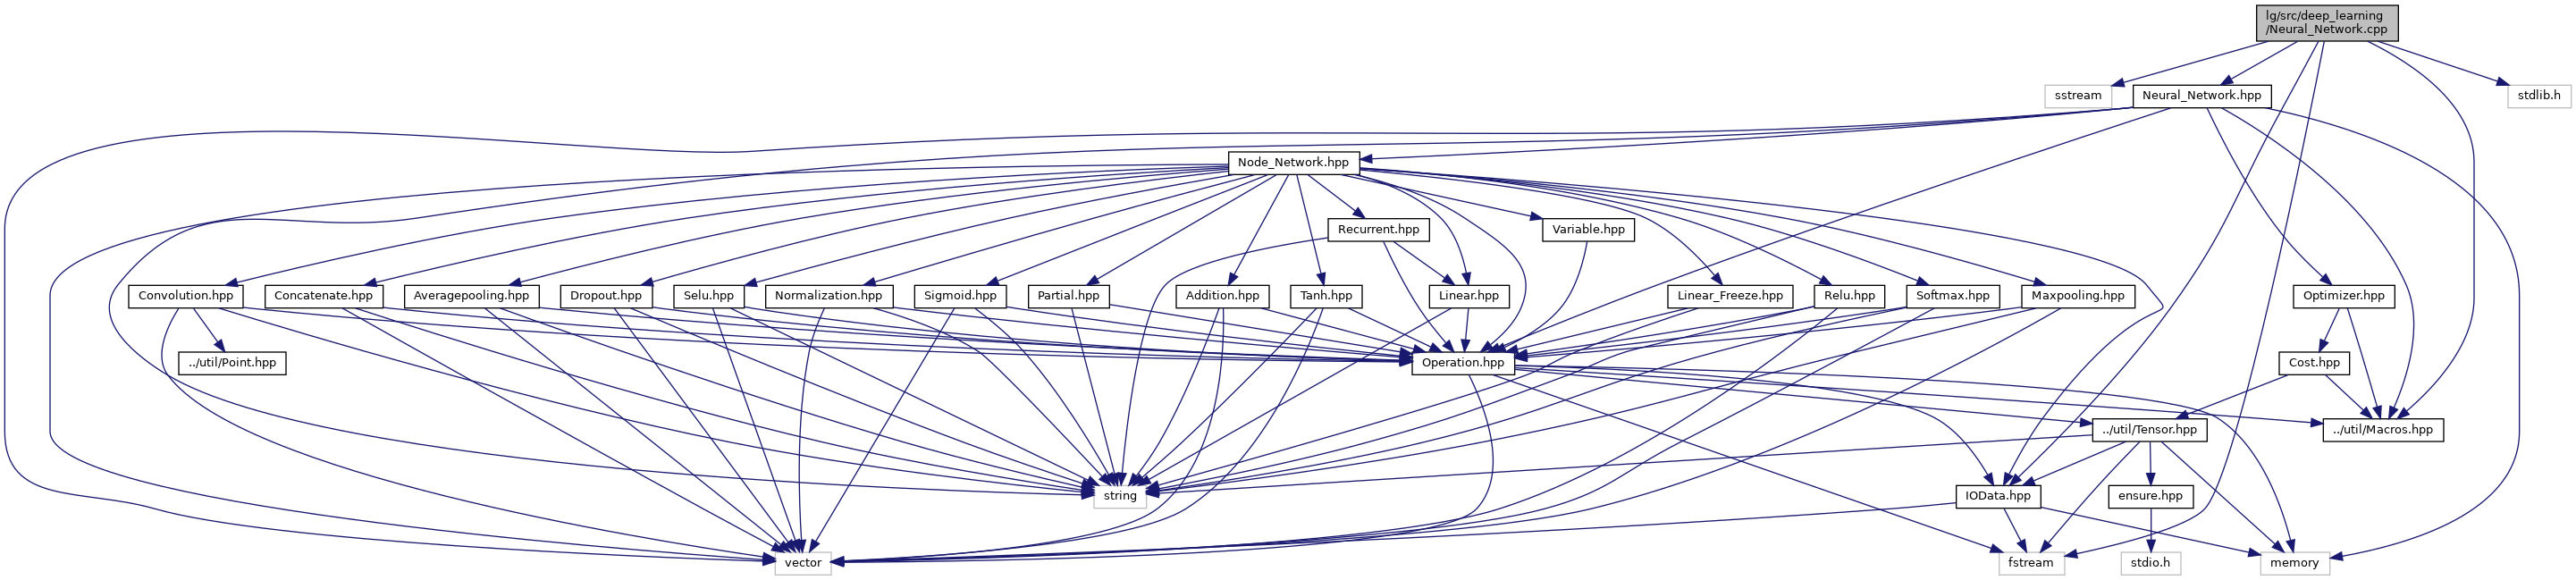 lg/src/deep_learning
/Neural_Network.cpp
sstream
Neural_Network.hpp
stdlib.h
Node_Network.hpp
Recurrent.hpp
Variable.hpp
Convolution.hpp
Concatenate.hpp
Averagepooling.hpp
Dropout.hpp
Selu.hpp
Normalization.hpp
Sigmoid.hpp
Partial.hpp
Addition.hpp
Tanh.hpp
Linear.hpp
Linear_Freeze.hpp
Relu.hpp
Softmax.hpp
Maxpooling.hpp
Optimizer.hpp
../util/Point.hpp
Operation.hpp
Cost.hpp
../util/Tensor.hpp
../util/Macros.hpp
string
IOData.hpp
ensure.hpp
vector
fstream
stdio.h
memory